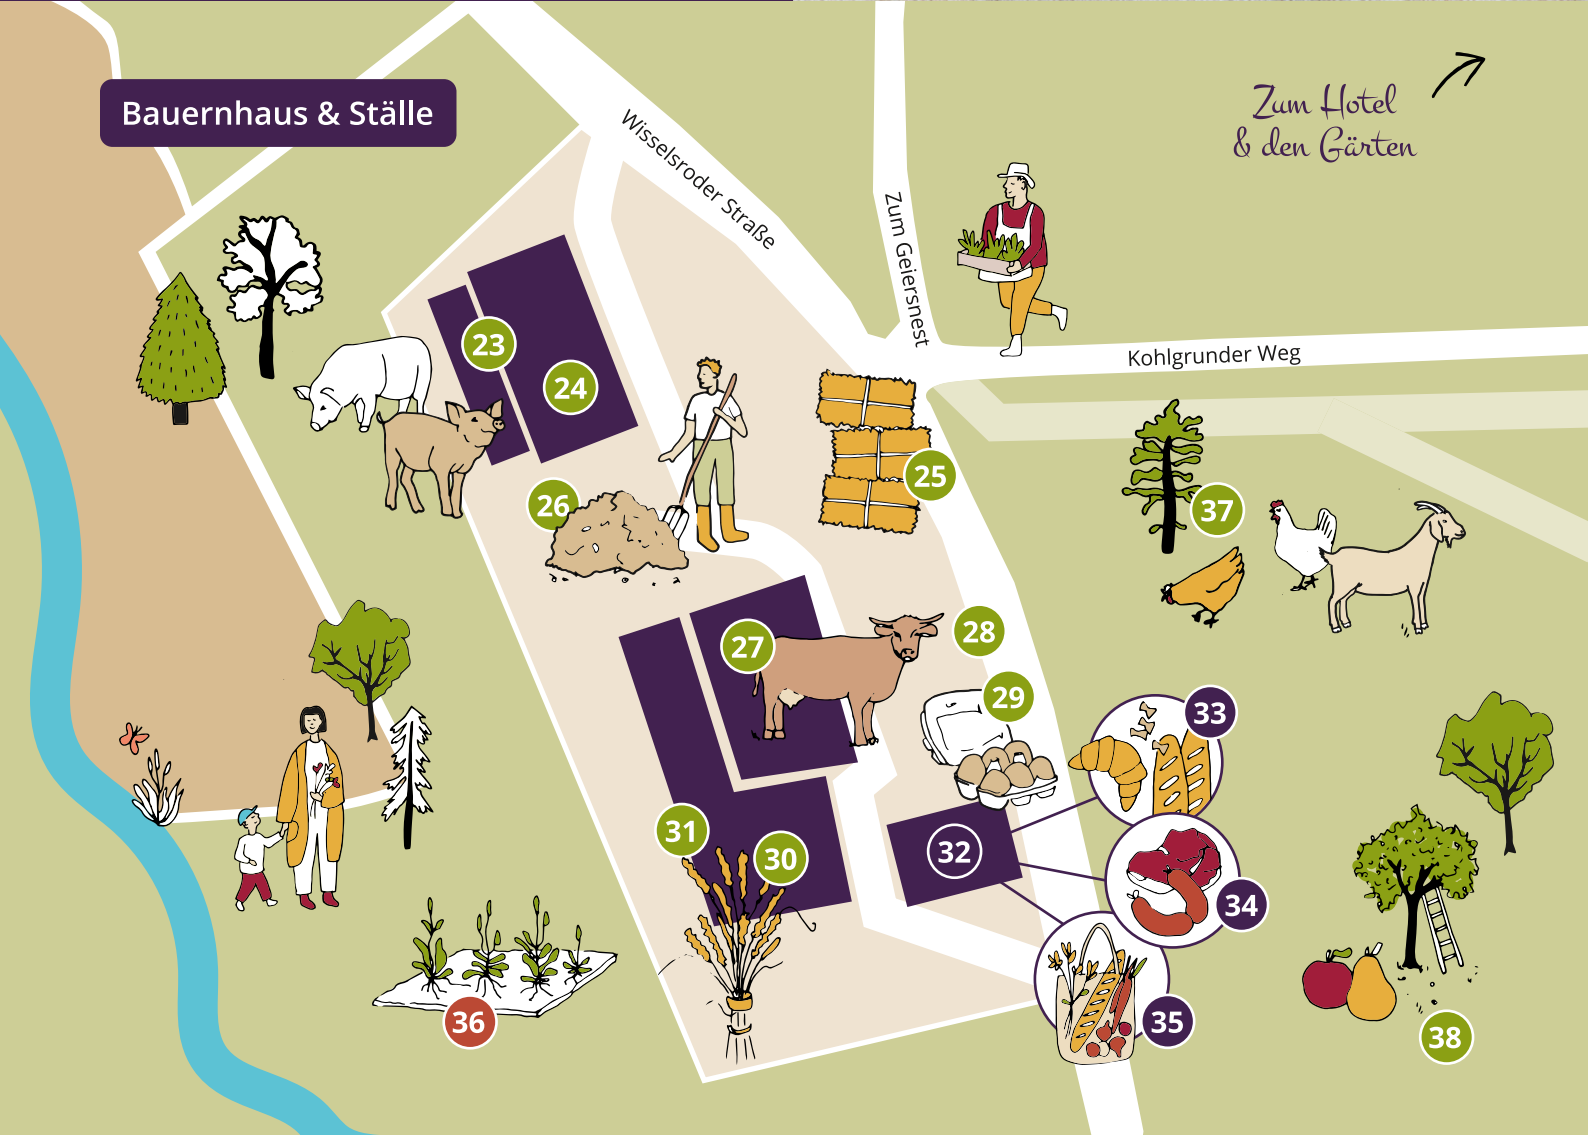 Bauernhaus & Ställe
Zum Hotel
& den Gärten
Wisselsroder Straße
Zum Geiersnest
Kohlgrunder Weg
23
24
25
26
37
27
28
29
33
31
30
32
34
36
35
38